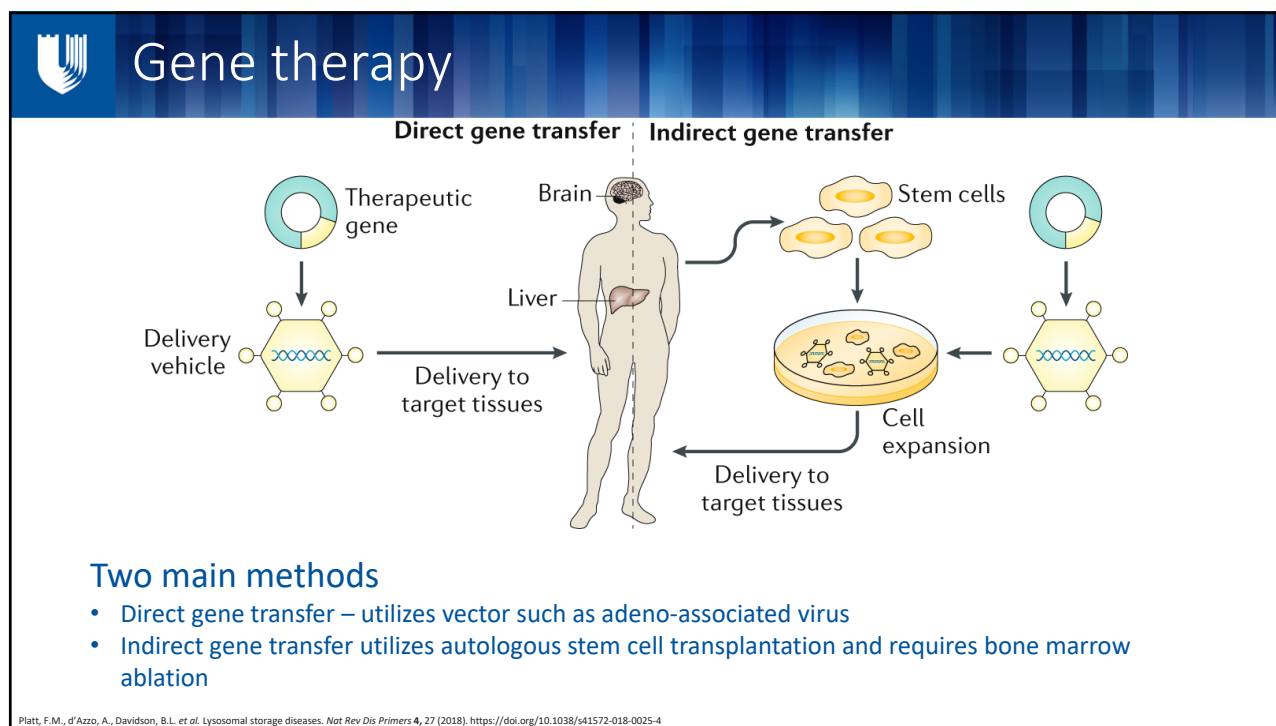 Gene therapy
Direct gene transfer
Indirect gene transfer
Therapeutic
gene
Brain
Stem cells
Liver
Delivery
vehicle
Delivery to
target tissues
Cell
expansion
Delivery to
target tissues
Two main methods
• Direct gene transfer – utilizes vector such as adeno-associated virus
• Indirect gene transfer utilizes autologous stem cell transplantation and requires bone marrow
ablation
Platt, F.M., d’Azzo, A., Davidson, B.L. et al. Lysosomal storage diseases. Nat Rev Dis Primers 4, 27 (2018). https://doi.org/10.1038/s41572-018-0025-4